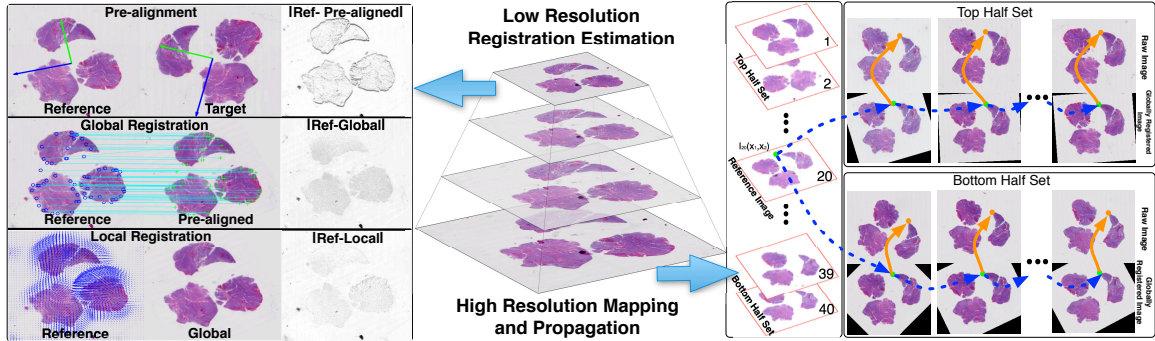 Pre-alignment
|Ref- Pre-aligned|
Reference
Target
Global Registration
|Ref-Global|
Reference
Pre-aligned
Local Registration
|Ref-Local|
Reference
Global
Low Resolution
Registration Estimation
High Resolution Mapping
and Propagation
1
Top Half Set
2
I₂₀(x₁,x₂)
Reference Image
20
39
Bottom Half Set
40
Top Half Set
Raw Image
Globally Registered
Image
Bottom Half Set
Raw Image
Globally
Registered Image